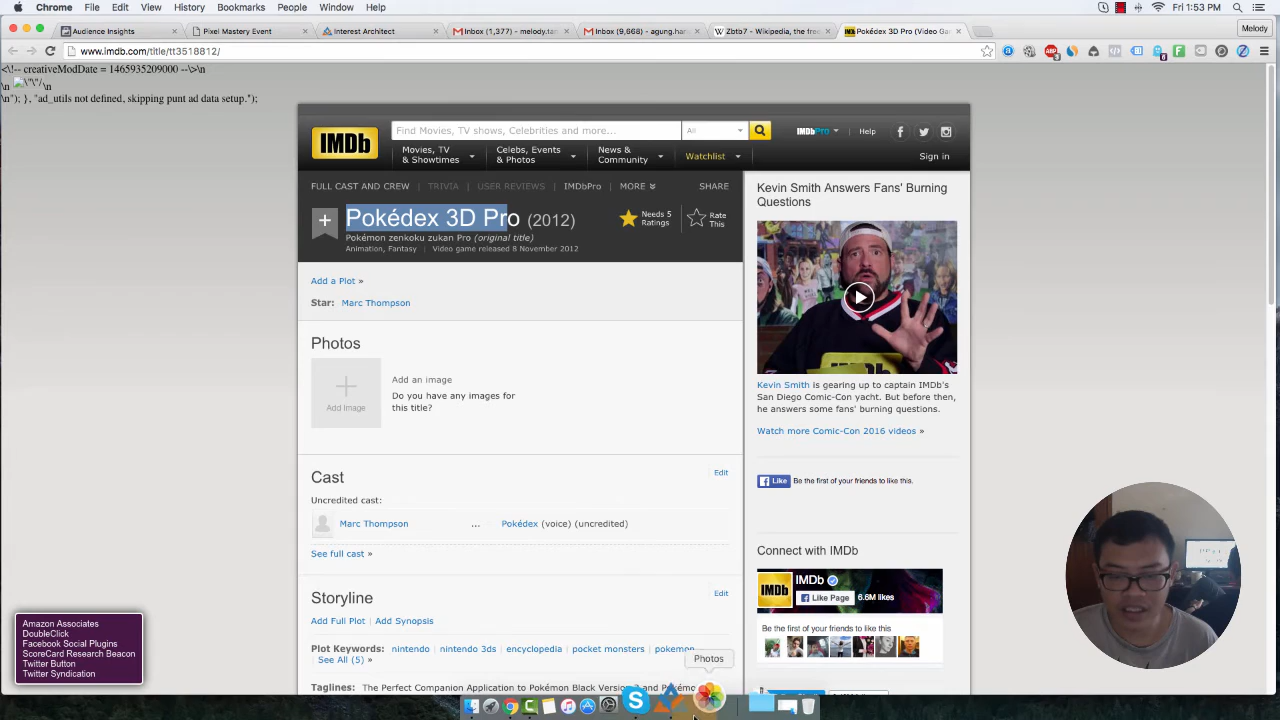 Chrome File Edit View History Bookmarks People Window Help
Fri 1:53 PM
Audience Insights
Pixel Mastery Event
Interest Architect
Inbox (1,377) - melody.tan
Inbox (9,668) - agung.hari
Zbtb7 - Wikipedia, the free
Pokédex 3D Pro (Video Ga
Melody
www.imdb.com/title/tt3518812/
<\!-- creativeModDate = 1465935209000 --\>\n
\n \"\"/\n
\n"); }, "ad_utils not defined, skipping punt ad data setup.");
IMDb
Find Movies, TV shows, Celebrities and more...
All
IMDbPro
Help
Movies, TV
& Showtimes
Celebs, Events
& Photos
News &
Community
Watchlist
Sign in
FULL CAST AND CREW
TRIVIA
USER REVIEWS
IMDbPro
MORE
SHARE
Pokédex 3D Pro (2012)
Pokémon zenkoku zukan Pro (original title)
Animation, Fantasy | Video game released 8 November 2012
Needs 5
Ratings
Rate
This
Add a Plot »
Star: Marc Thompson
Photos
Add Image
Add an image
Do you have any images for
this title?
Cast
Edit
Uncredited cast:
Marc Thompson ... Pokédex (voice) (uncredited)
See full cast »
Storyline
Edit
Add Full Plot | Add Synopsis
Plot Keywords: nintendo | nintendo 3ds | encyclopedia | pocket monsters | pokemon
See All (5) »
Taglines: The Perfect Companion Application to Pokémon Black Version 2 and Pokémo
Kevin Smith Answers Fans' Burning
Questions
Kevin Smith is gearing up to captain IMDb's
San Diego Comic-Con yacht. But before then,
he answers some fans' burning questions.
Watch more Comic-Con 2016 videos »
Like
Be the first of your friends to like this.
Connect with IMDb
IMDb
IMDb
Like Page
6.6M likes
Be the first of your friends to like this
Photos
Amazon Associates
DoubleClick
Facebook Social Plugins
ScoreCard Research Beacon
Twitter Button
Twitter Syndication